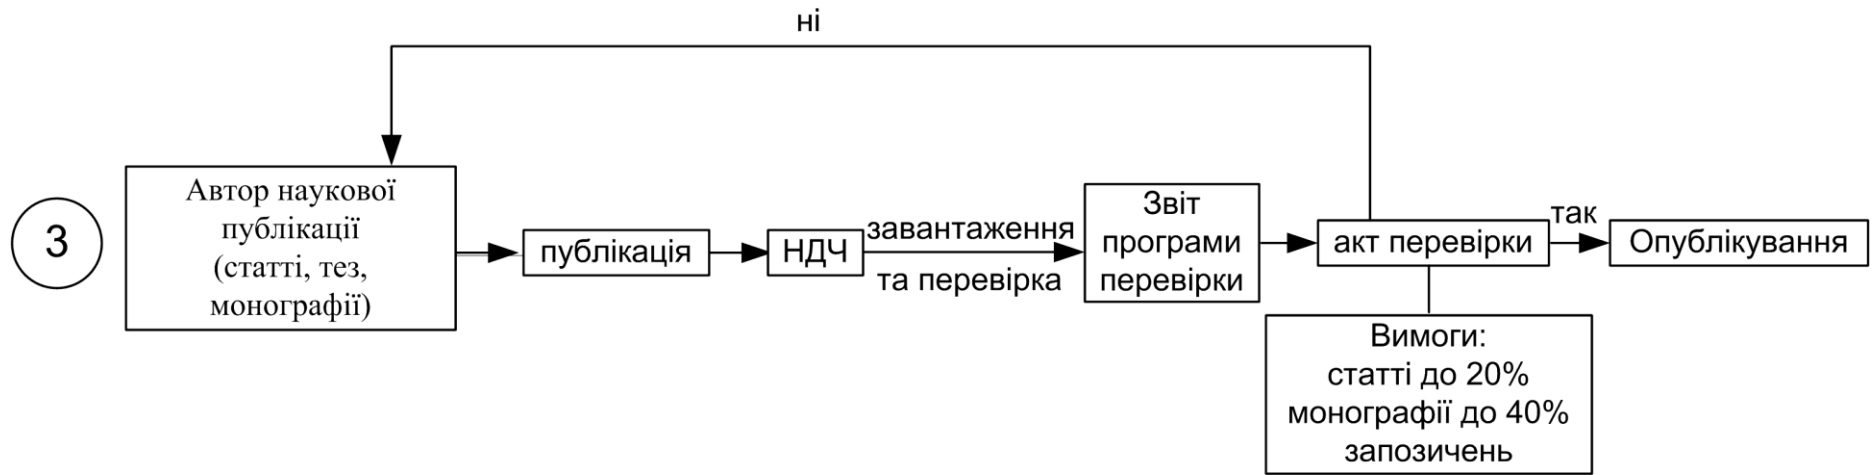 ні
3
Автор наукової
публікації
(статті, тез,
монографії)
публікація
НДЧ
завантаження
та перевірка
Звіт
програми
перевірки
акт перевірки
так
Опублікування
Вимоги:
статті до 20%
монографії до 40%
запозичень